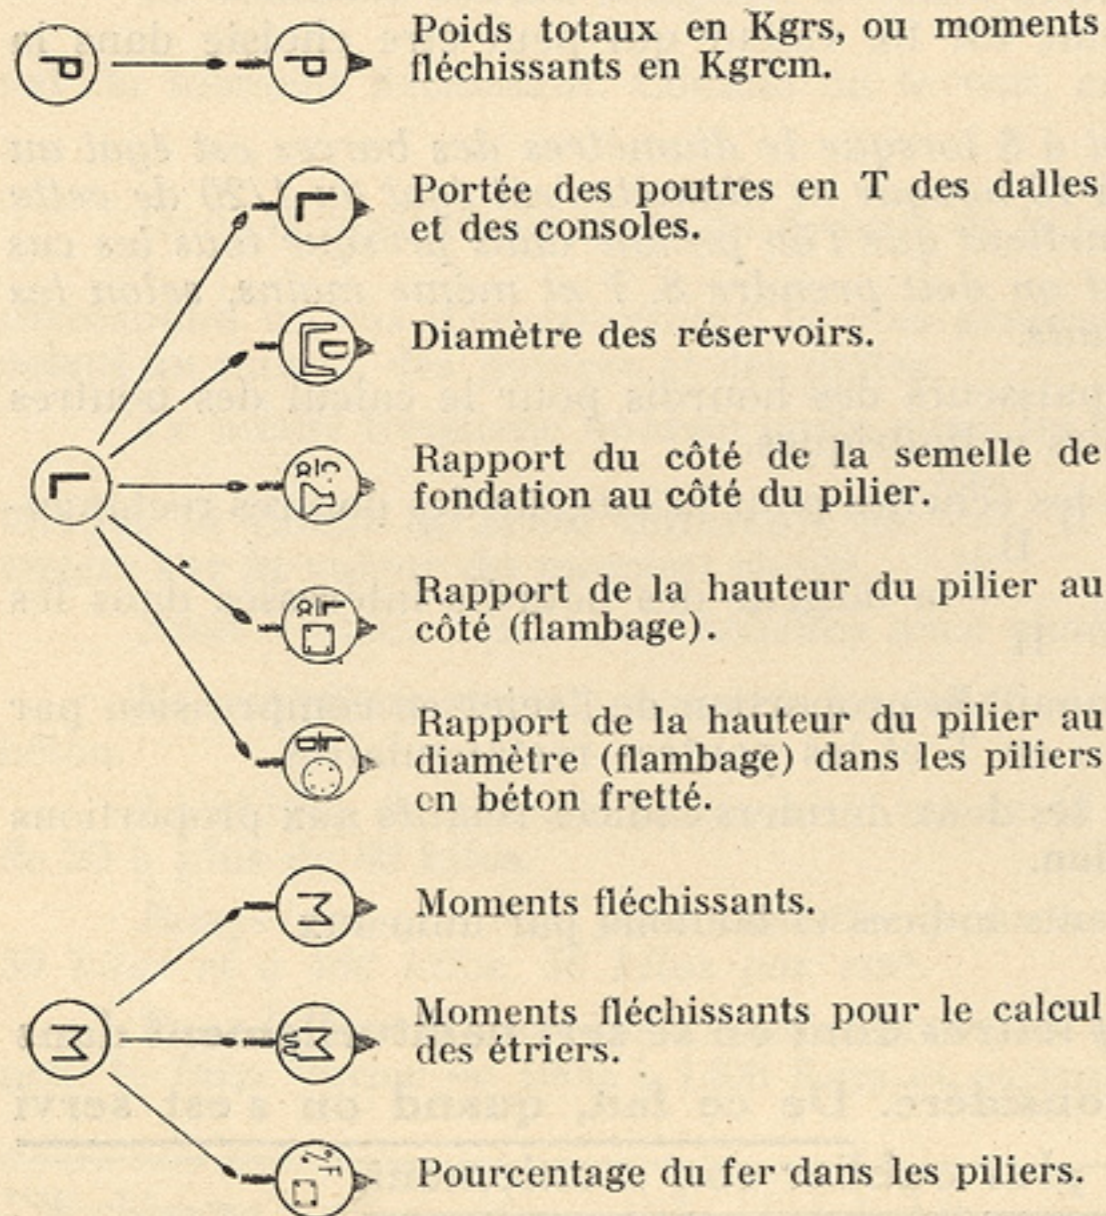 P P Poids totaux en Kgrs, ou moments
fléchissants en Kgrcm.
L Portée des poutres en T des dalles
et des consoles.
D Diamètre des réservoirs.
L
Rapport du côté de la semelle de
fondation au côté du pilier.
Rapport de la hauteur du pilier au
côté (flambage).
Rapport de la hauteur du pilier au
diamètre (flambage) dans les piliers
en béton fretté.
M Moments fléchissants.
M M Moments fléchissants pour le calcul
des étriers.
%F Pourcentage du fer dans les piliers.